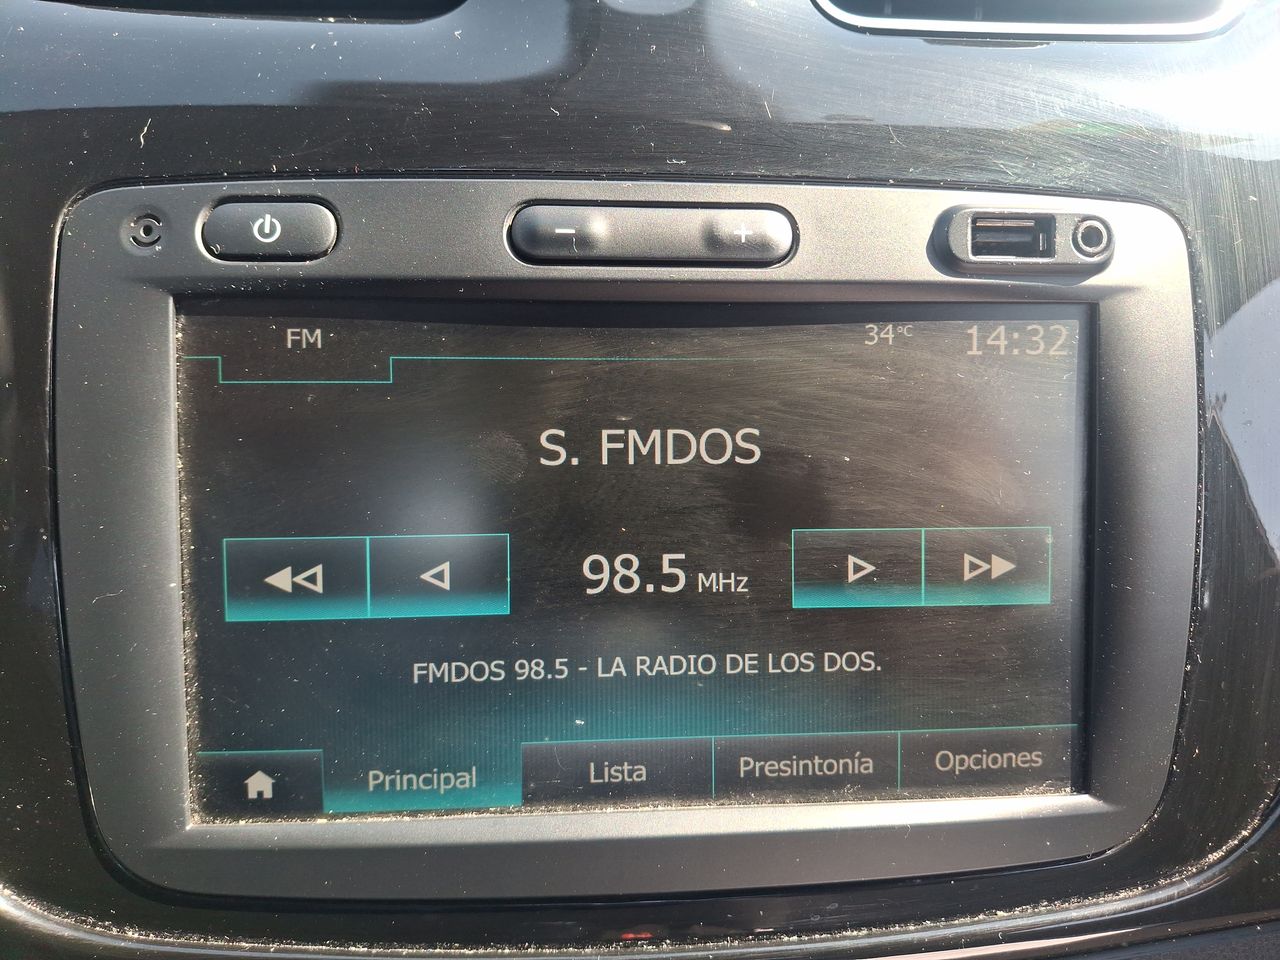 FM
34°C
14:32
S. FMDOS
98.5 MHz
FMDOS 98.5 - LA RADIO DE LOS DOS.
Principal
Lista
Presintonía
Opciones